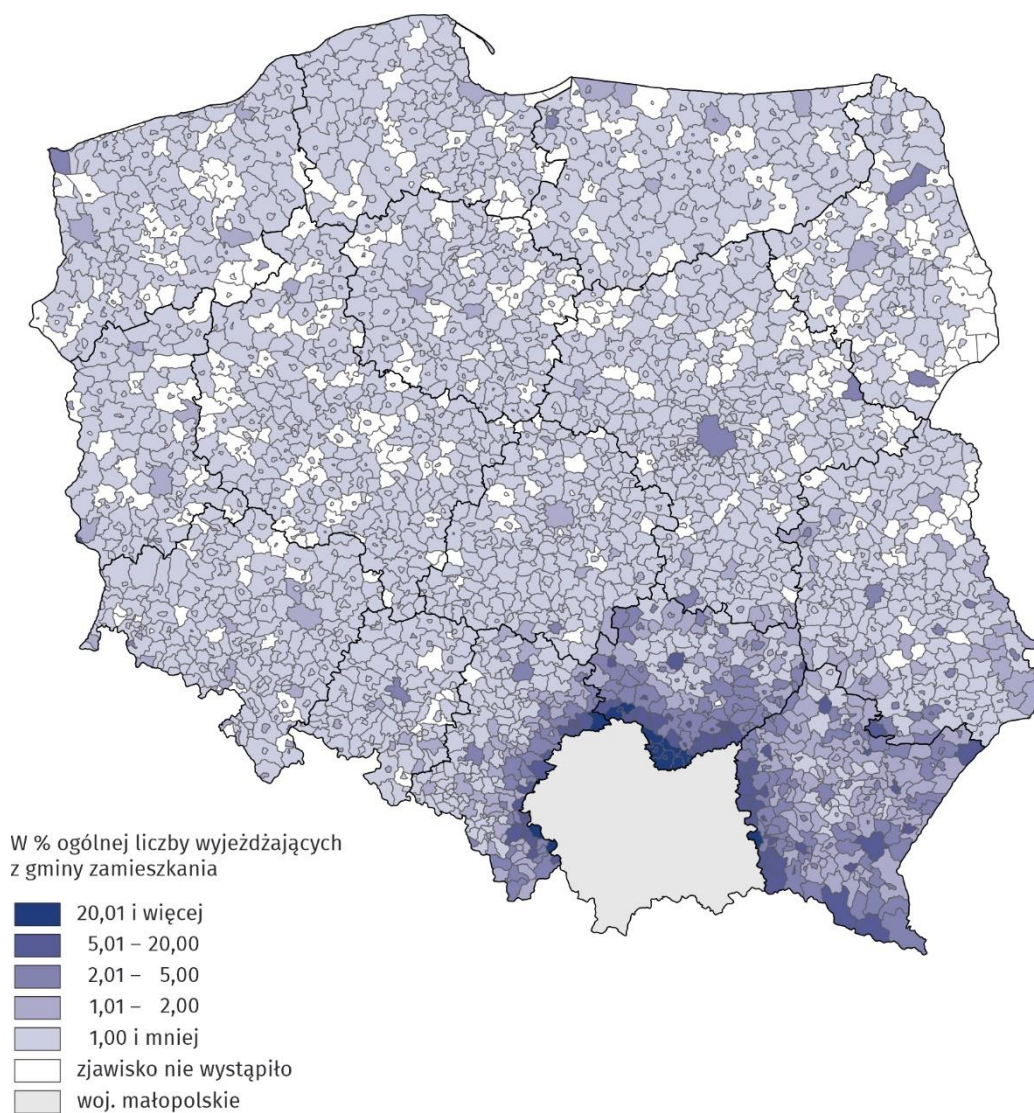 W % ogólnej liczby wyjeżdżających
z gminy zamieszkania
20,01 i więcej
5,01 – 20,00
2,01 – 5,00
1,01 – 2,00
1,00 i mniej
zjawisko nie wystąpiło
woj. małopolskie